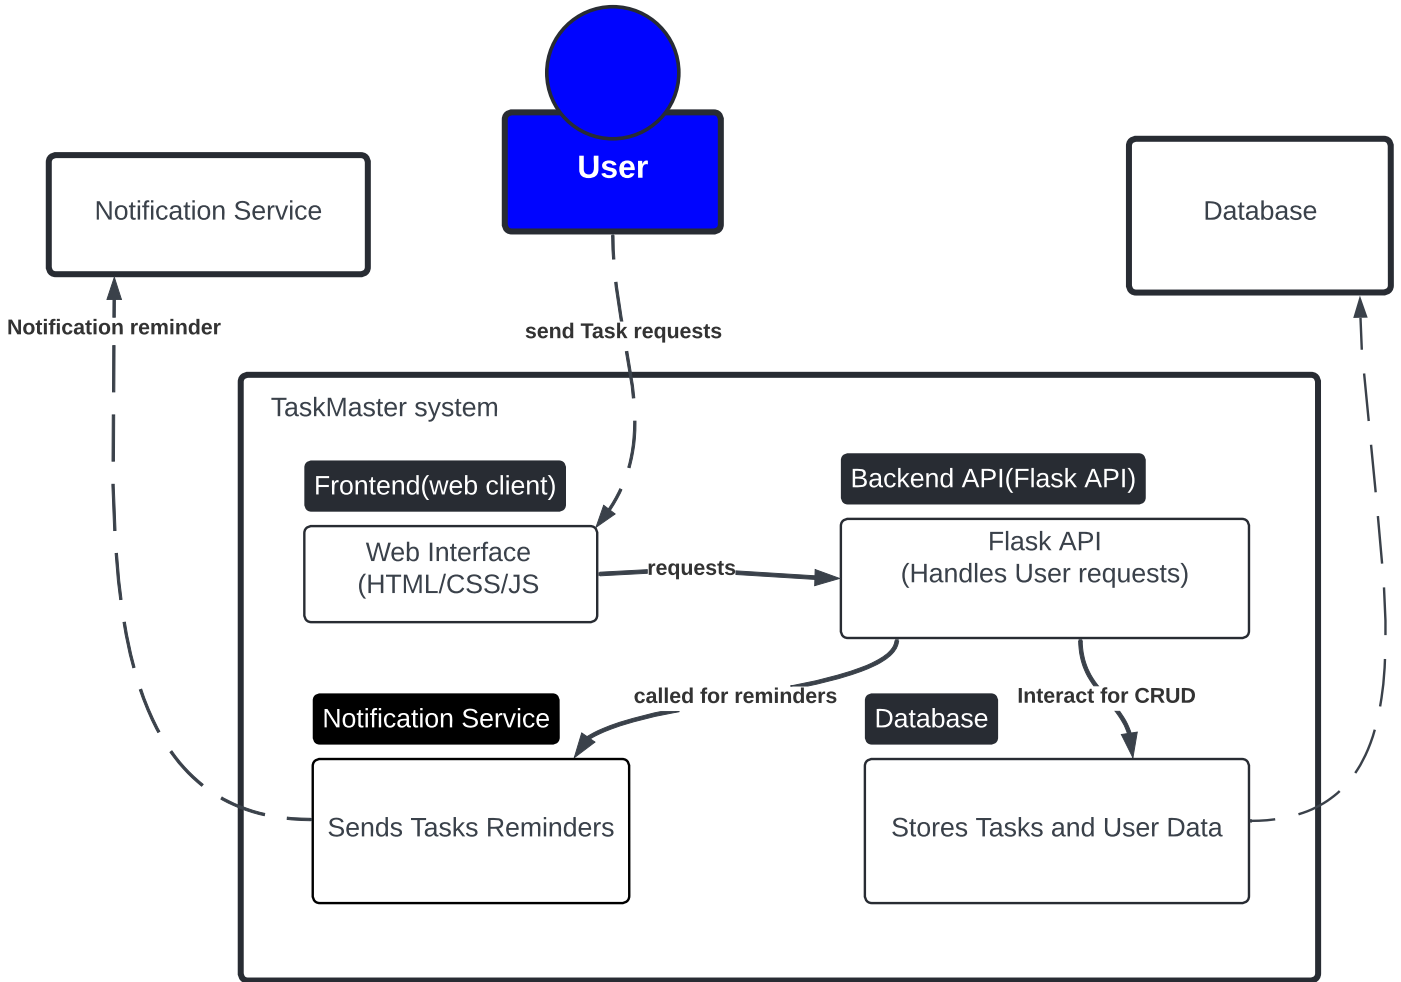 User
Notification Service
Database
Notification reminder
send Task requests
TaskMaster system
Frontend(web client)
Backend API(Flask API)
Web Interface
(HTML/CSS/JS
requests
Flask API
(Handles User requests)
called for reminders
Interact for CRUD
Notification Service
Database
Sends Tasks Reminders
Stores Tasks and User Data